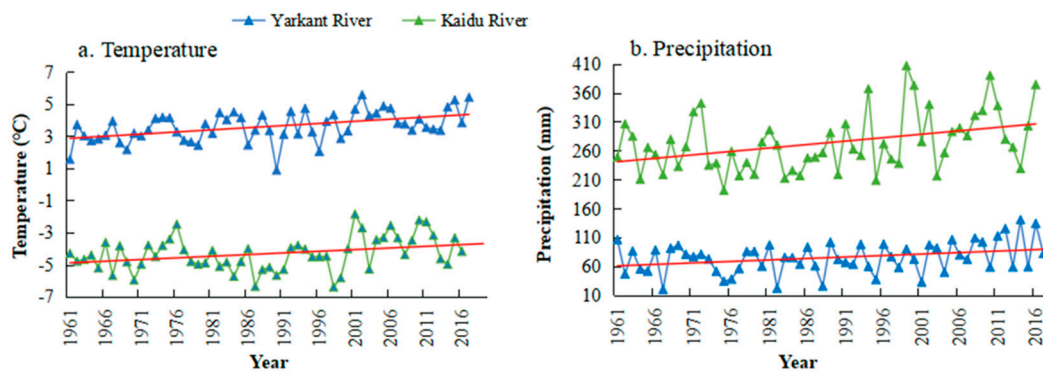 Yarkant River Kaidu River
a. Temperature
7
5
3
1
-1
-3
-5
-7
Temperature (°C)
1961 1966 1971 1976 1981 1986 1991 1996 2001 2006 2011 2016
Year
b. Precipitation
410
360
310
260
210
160
110
60
10
Precipitation (mm)
1961 1966 1971 1976 1981 1986 1991 1996 2001 2006 2011 2016
Year